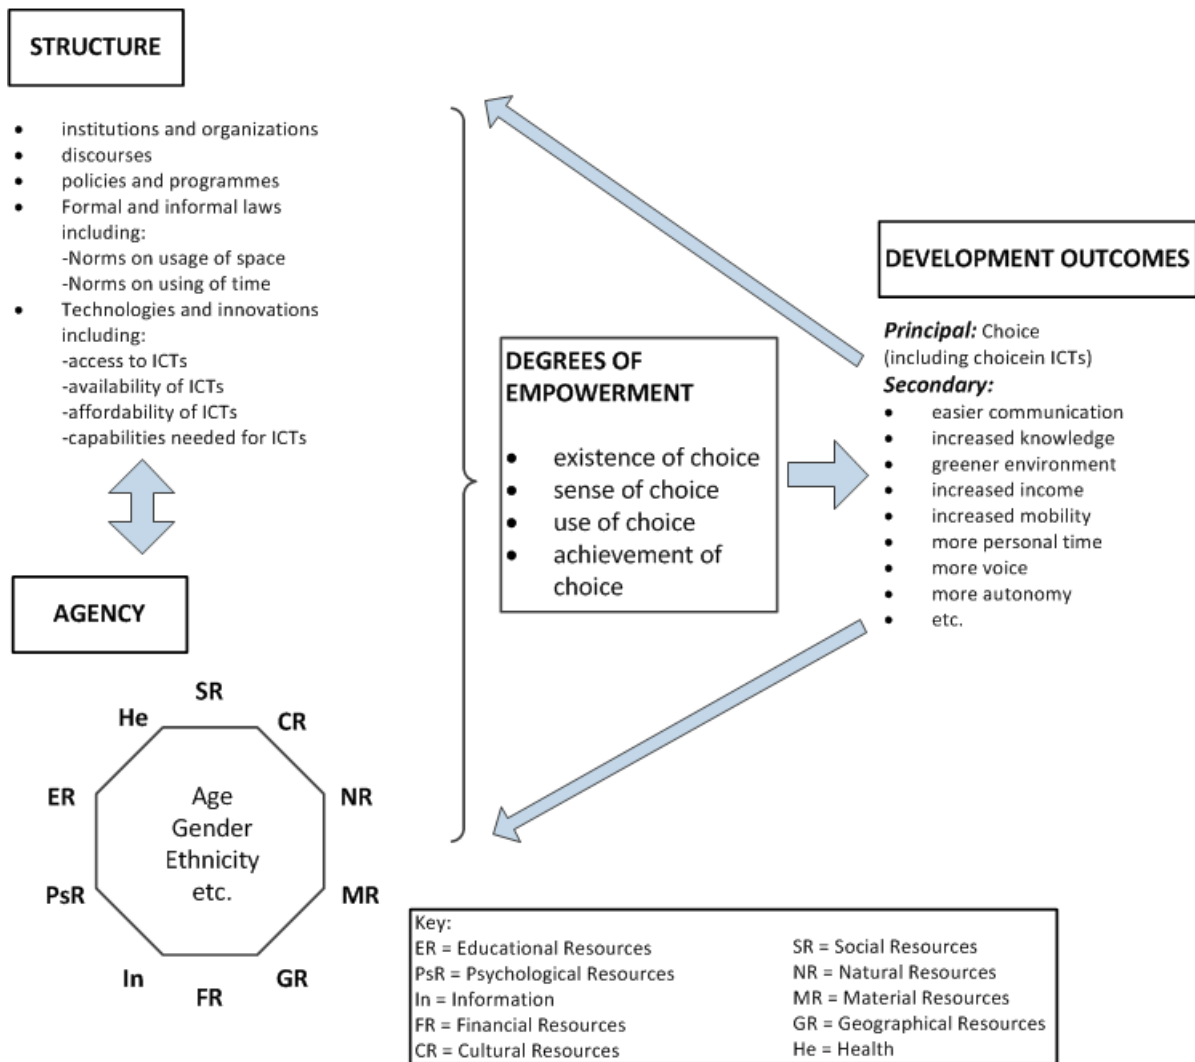 STRUCTURE
• institutions and organizations
• discourses
• policies and programmes
• Formal and informal laws
including:
-Norms on usage of space
-Norms on using of time
• Technologies and innovations
including:
-access to ICTs
-availability of ICTs
-affordability of ICTs
-capabilities needed for ICTs
AGENCY
SR
He
CR
ER
NR
Age
Gender
Ethnicity
etc.
PsR
MR
In
GR
FR
DEGREES OF
EMPOWERMENT
• existence of choice
• sense of choice
• use of choice
• achievement of
choice
DEVELOPMENT OUTCOMES
Principal: Choice
(including choicein ICTs)
Secondary:
• easier communication
• increased knowledge
• greener environment
• increased income
• increased mobility
• more personal time
• more voice
• more autonomy
• etc.
Key:
ER = Educational Resources
PsR = Psychological Resources
In = Information
FR = Financial Resources
CR = Cultural Resources
SR = Social Resources
NR = Natural Resources
MR = Material Resources
GR = Geographical Resources
He = Health